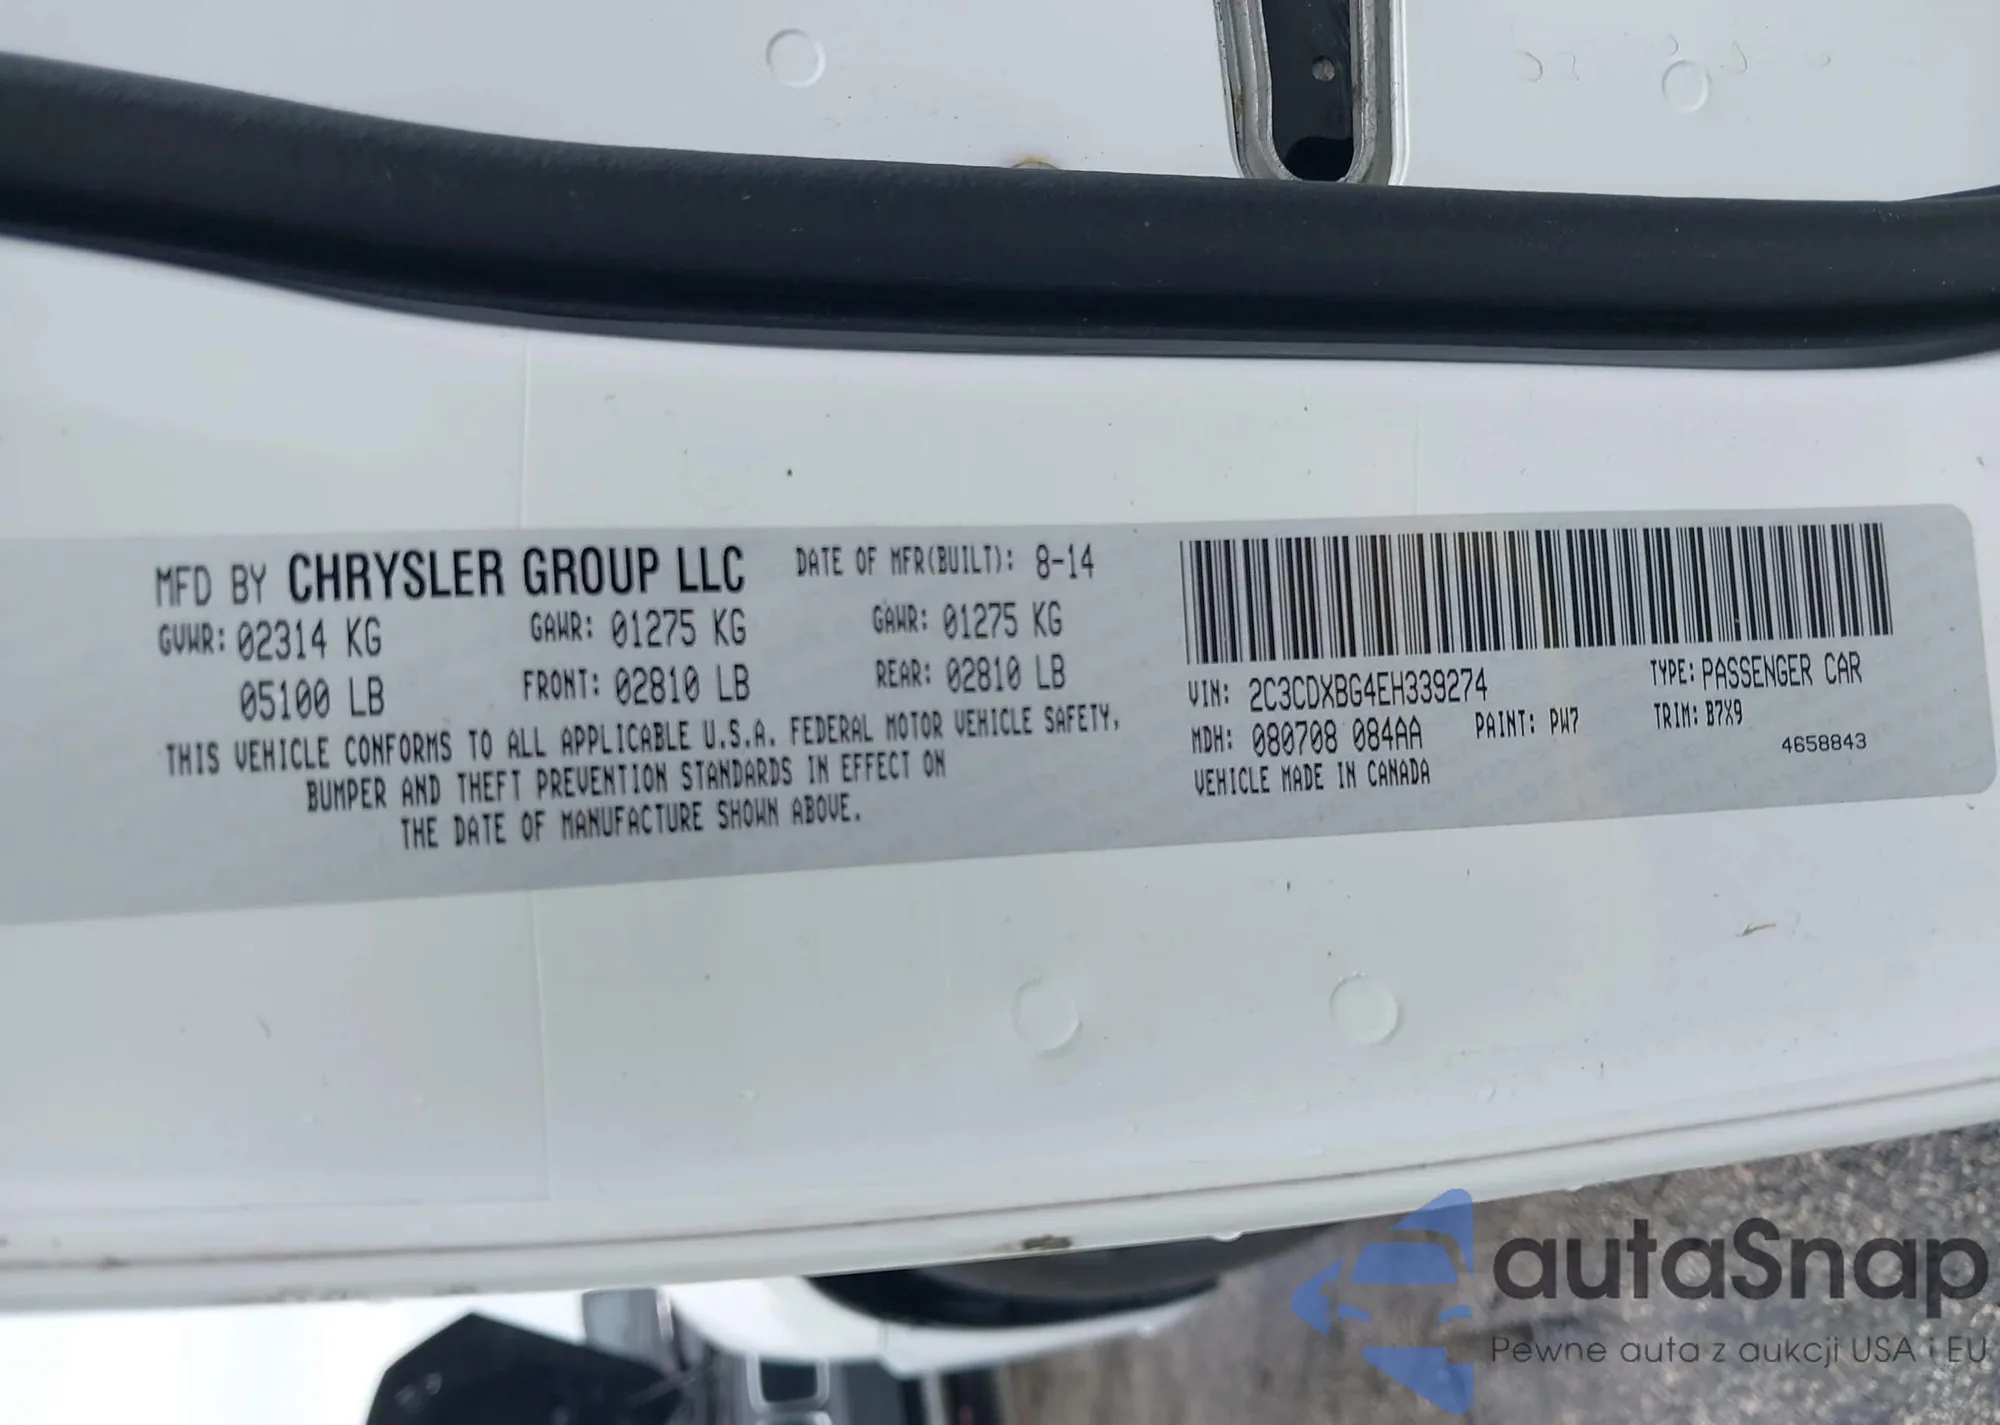 MFD BY CHRYSLER GROUP LLC DATE OF MFR(BUILT): 8-14
GVWR: 02314 KG GAWR: 01275 KG GAWR: 01275 KG
05100 LB FRONT: 02810 LB REAR: 02810 LB
THIS VEHICLE CONFORMS TO ALL APPLICABLE U.S.A. FEDERAL MOTOR VEHICLE SAFETY,
BUMPER AND THEFT PREVENTION STANDARDS IN EFFECT ON
THE DATE OF MANUFACTURE SHOWN ABOVE.
VIN: 2C3CDXBG4EH339274 TYPE: PASSENGER CAR
MDH: 080708 084AA PAINT: PW7 TRIM: B7X9
VEHICLE MADE IN CANADA 4658843
autaSnap
Pewne auta z aukcji USA i EU